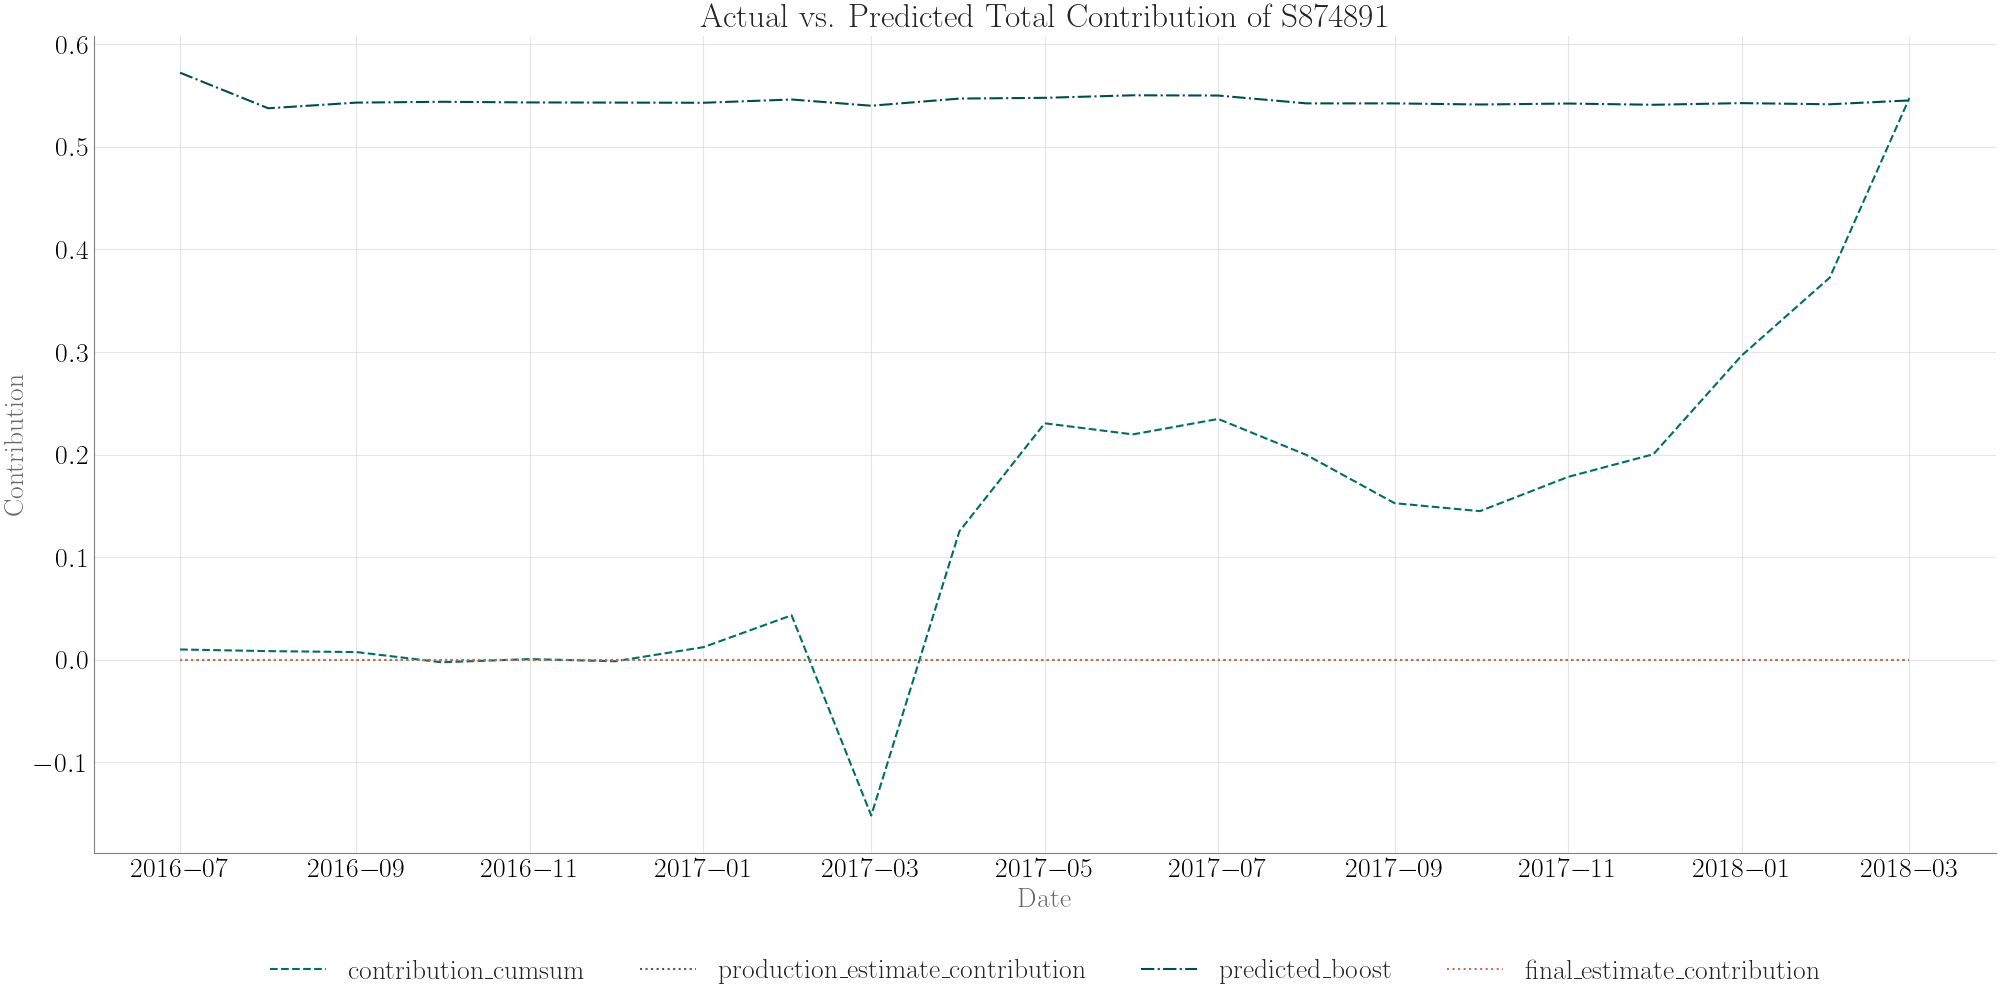 Actual vs. Predicted Total Contribution of S874891
0.6
0.5
0.4
0.3
0.2
0.1
0.0
−0.1
Contribution
2016−07 2016−09 2016−11 2017−01 2017−03 2017−05 2017−07 2017−09 2017−11 2018−01 2018−03
Date
contribution_cumsum production_estimate_contribution predicted_boost final_estimate_contribution